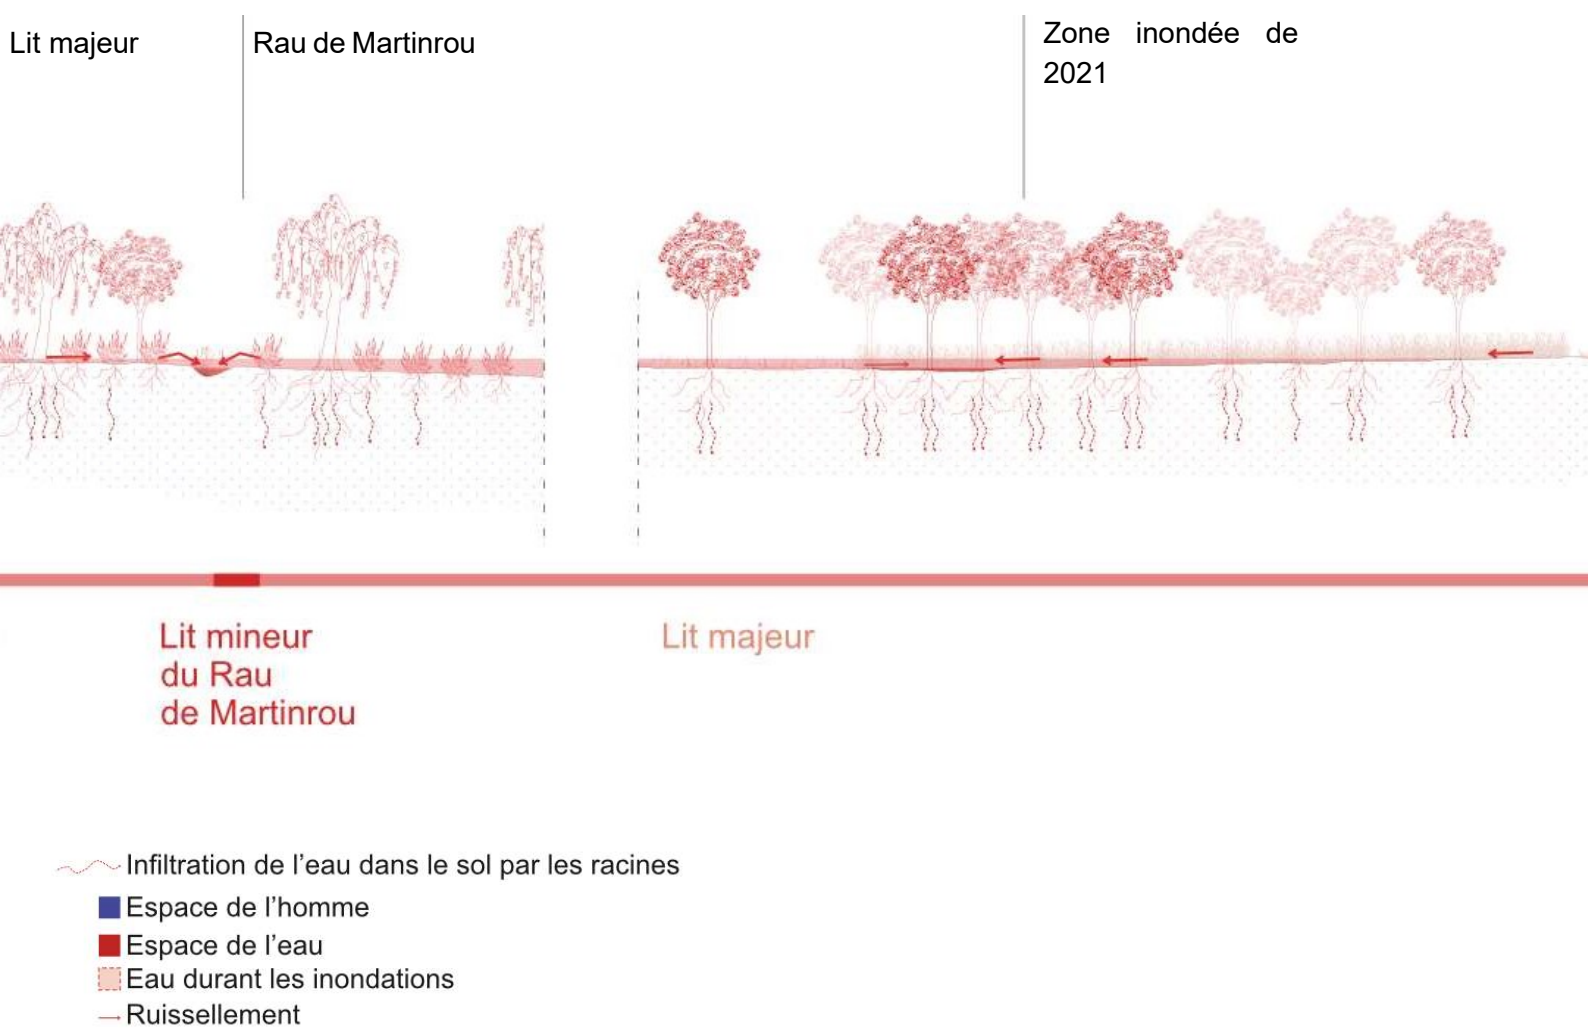 Lit majeur
Rau de Martinrou
Zone inondée de
2021
Lit mineur
du Rau
de Martinrou
Lit majeur
Infiltration de l’eau dans le sol par les racines
Espace de l’homme
Espace de l’eau
Eau durant les inondations
Ruissellement